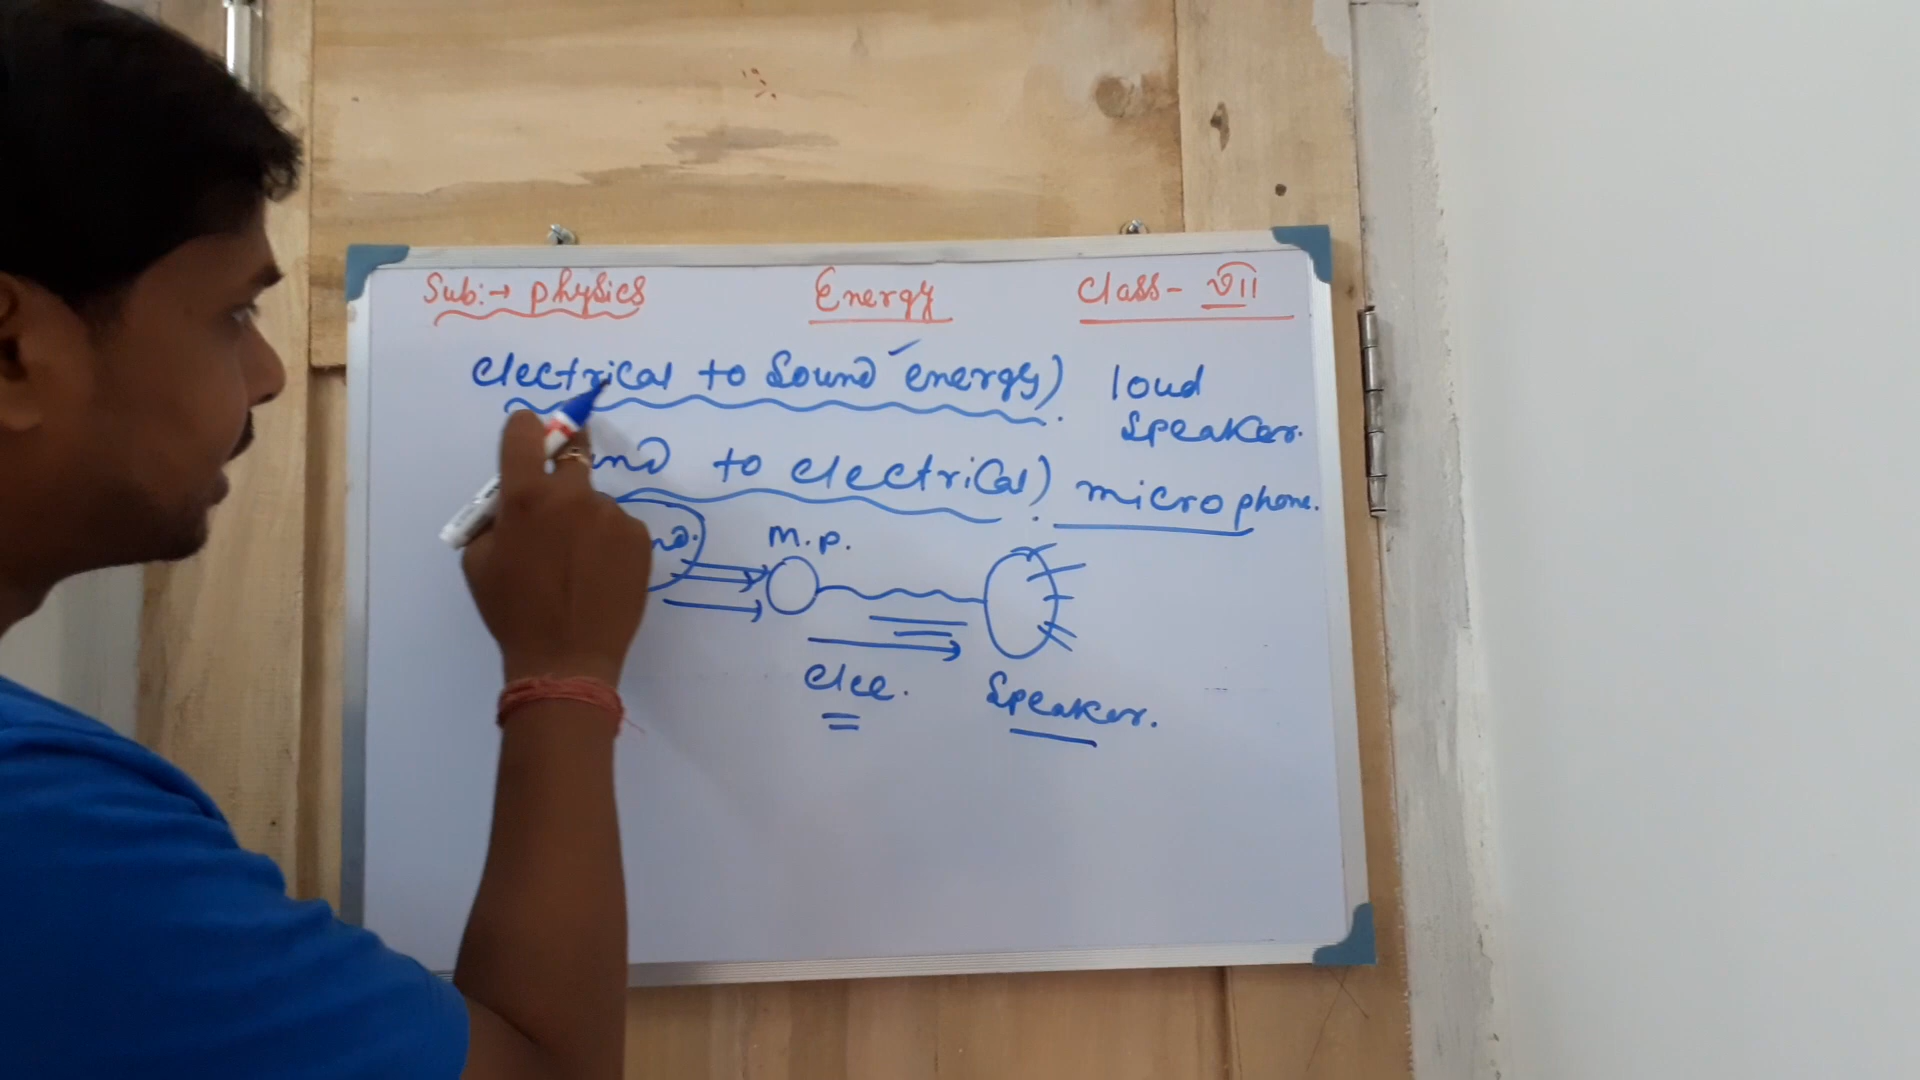 Sub:→ physics Energy Class- VII
electrical to Sound energy) loud speaker.
to electrical) microphone.
M.P.
elec.
Speaker.